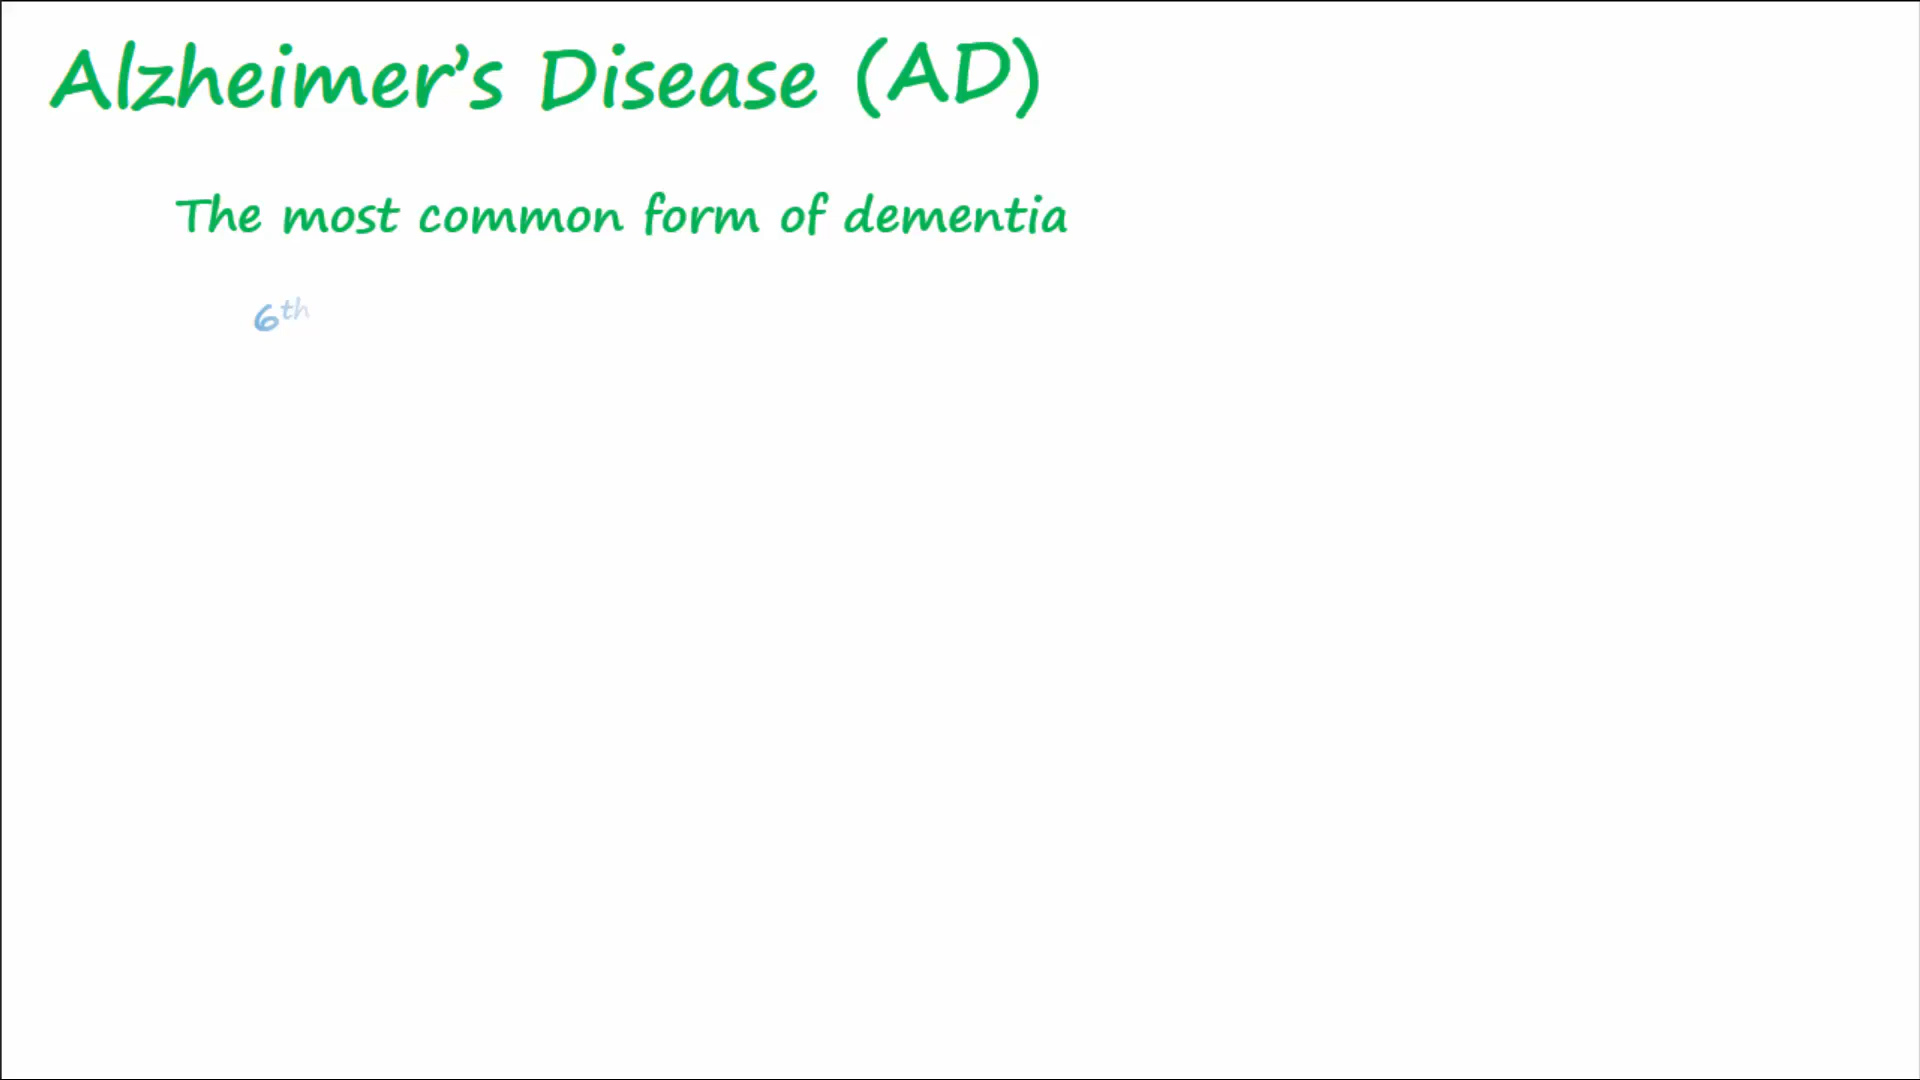 Alzheimer’s Disease (AD)
The most common form of dementia
6th